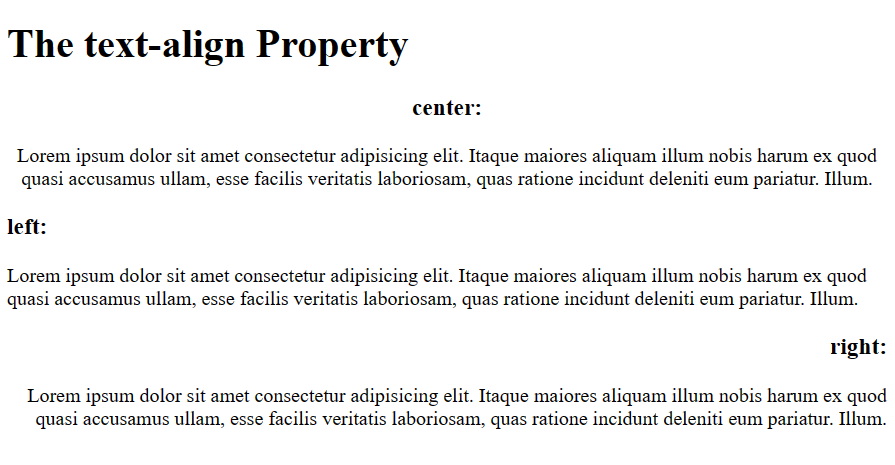 The text-align Property
center:
Lorem ipsum dolor sit amet consectetur adipisicing elit. Itaque maiores aliquam illum nobis harum ex quod
quasi accusamus ullam, esse facilis veritatis laboriosam, quas ratione incidunt deleniti eum pariatur. Illum.
left:
Lorem ipsum dolor sit amet consectetur adipisicing elit. Itaque maiores aliquam illum nobis harum ex quod
quasi accusamus ullam, esse facilis veritatis laboriosam, quas ratione incidunt deleniti eum pariatur. Illum.
right:
Lorem ipsum dolor sit amet consectetur adipisicing elit. Itaque maiores aliquam illum nobis harum ex quod
quasi accusamus ullam, esse facilis veritatis laboriosam, quas ratione incidunt deleniti eum pariatur. Illum.